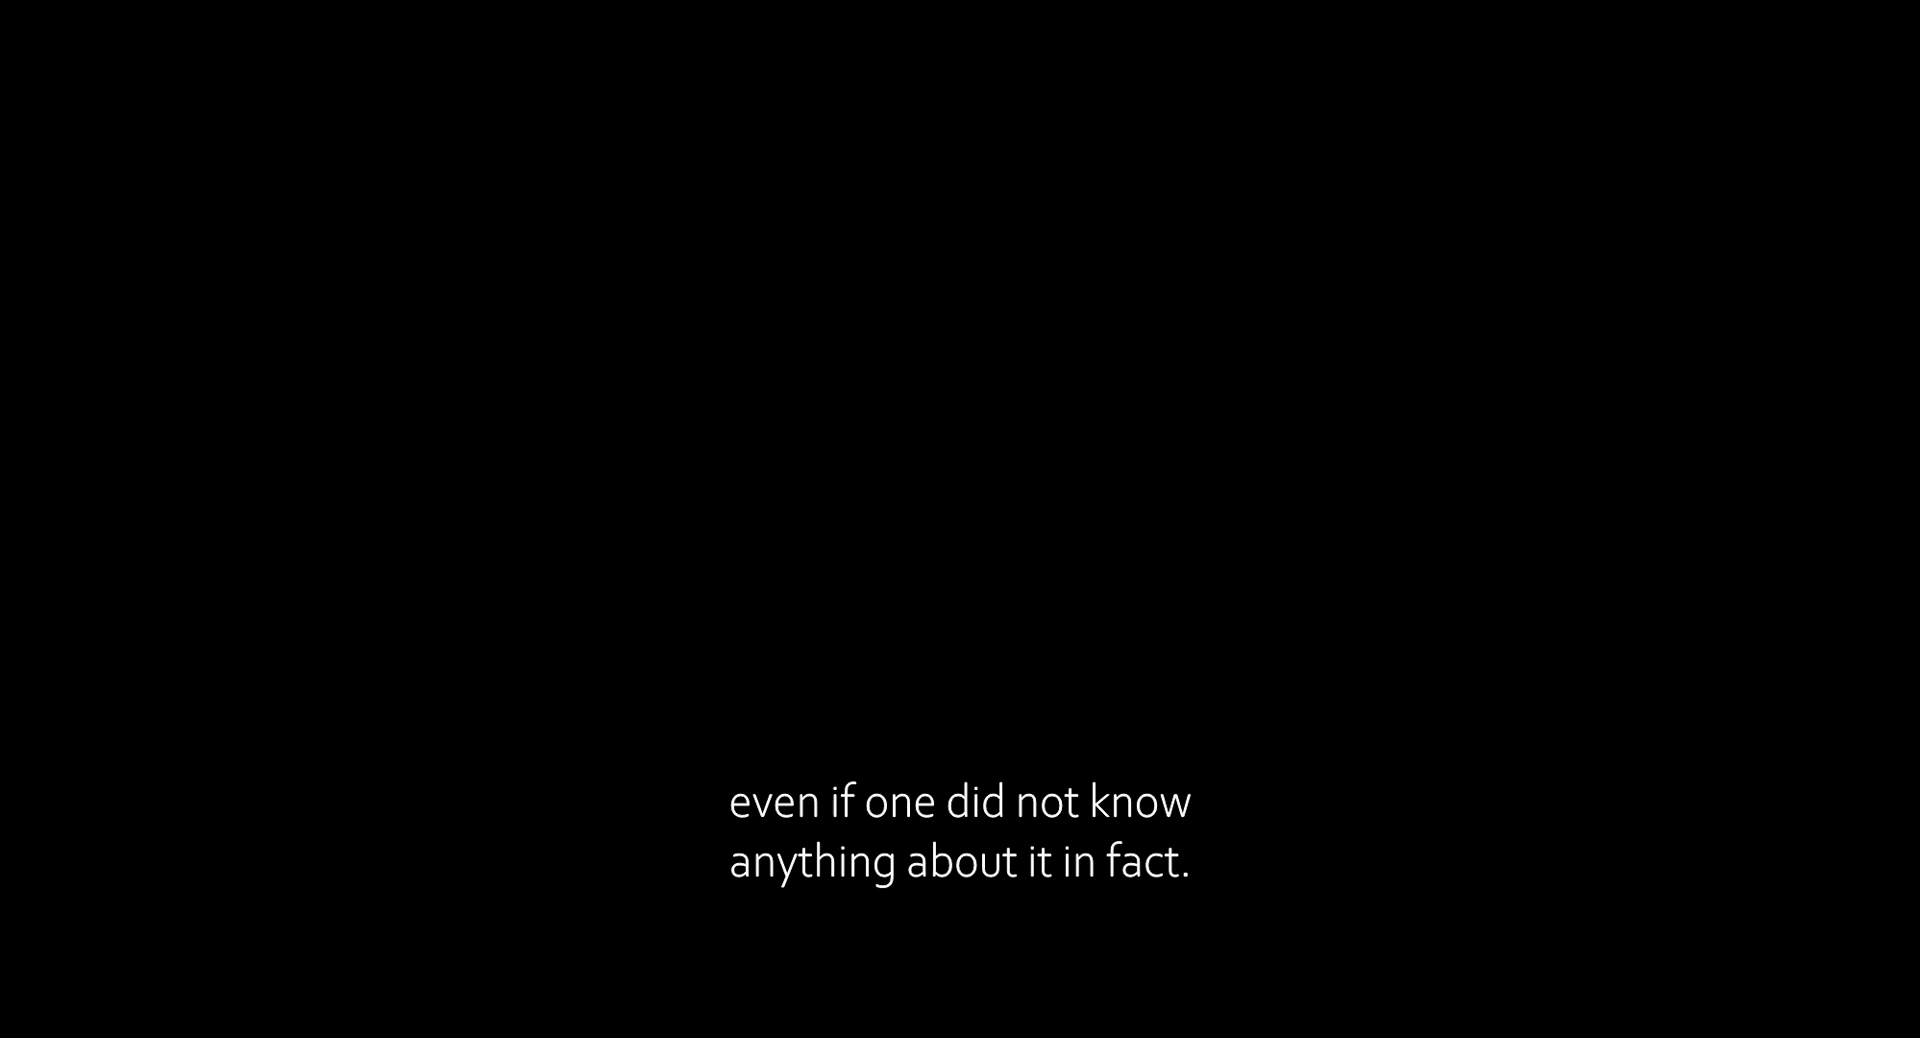 even if one did not know
anything about it in fact.